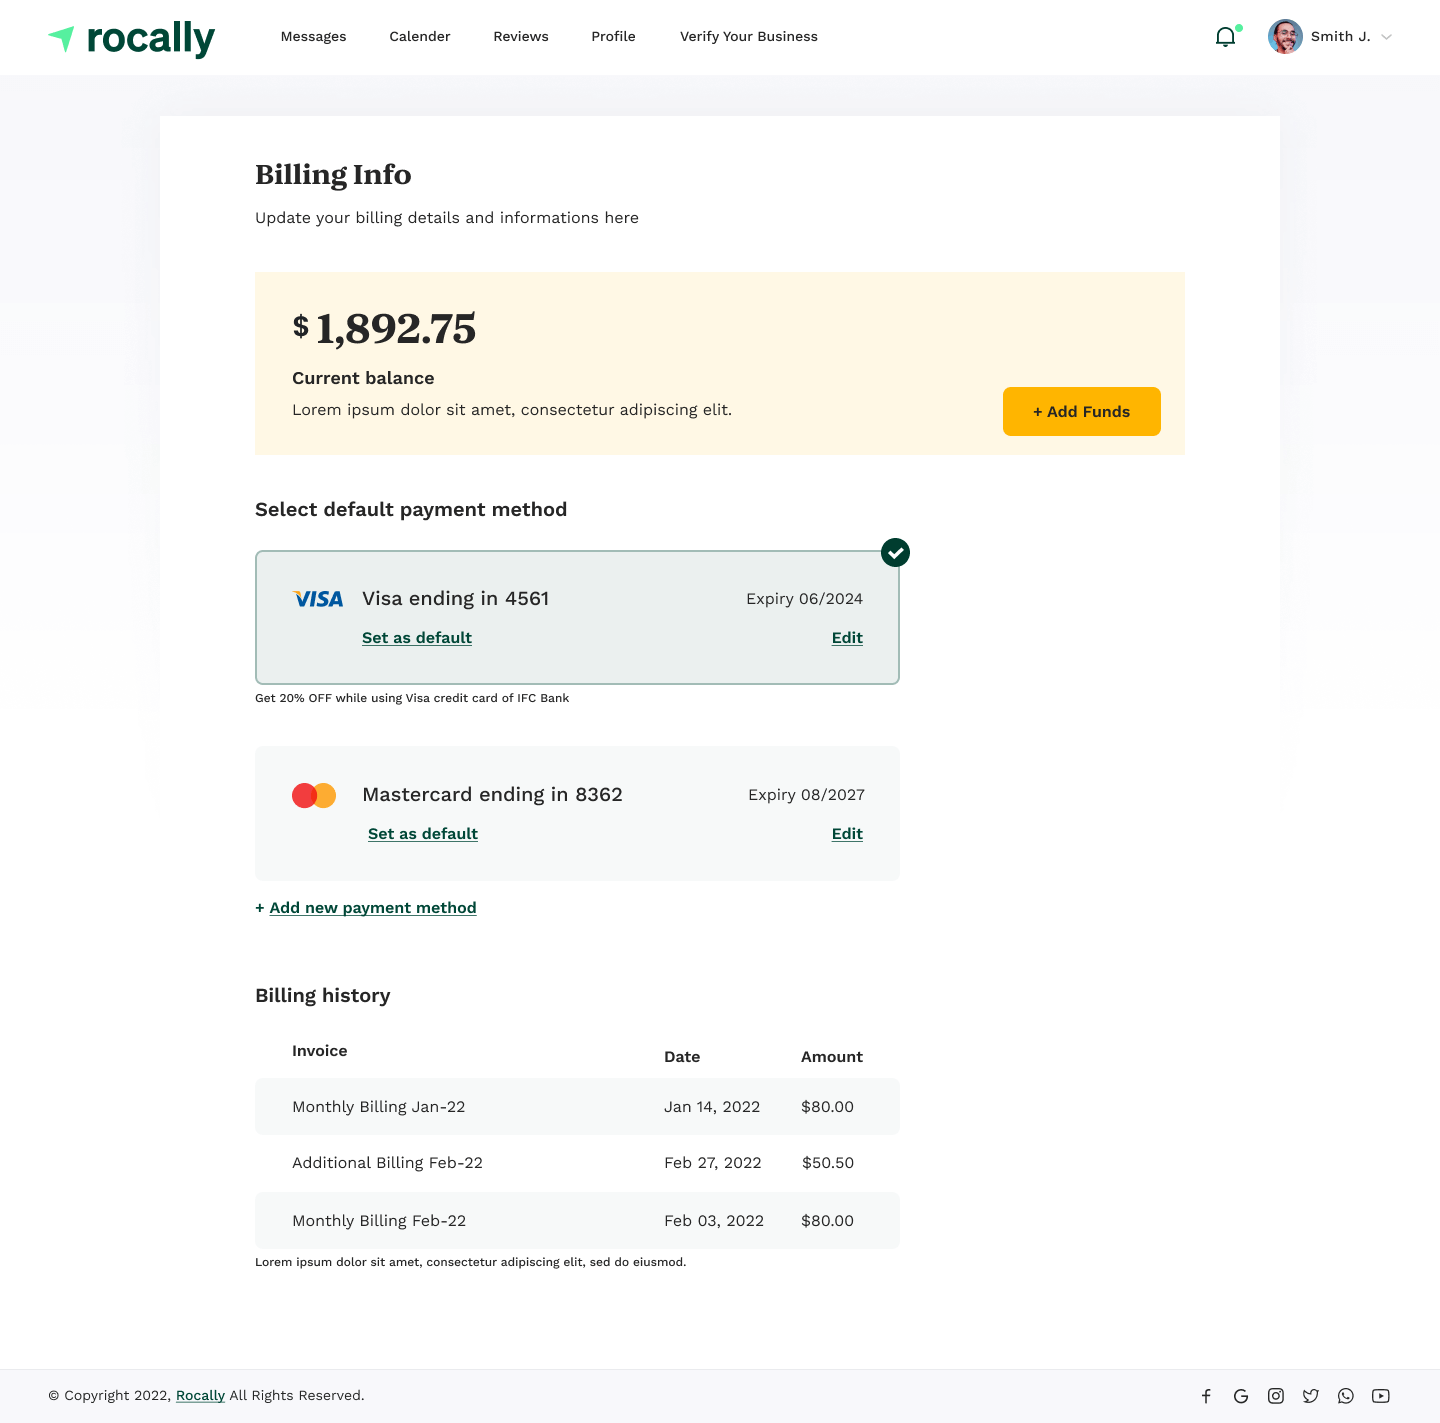 rocally
Messages Calender Reviews Profile Verify Your Business Smith J.
Billing Info
Update your billing details and informations here
$ 1,892.75
Current balance
Lorem ipsum dolor sit amet, consectetur adipiscing elit.
+ Add Funds
Select default payment method
VISA Visa ending in 4561 Expiry 06/2024
Set as default Edit
Get 20% OFF while using Visa credit card of IFC Bank
Mastercard ending in 8362 Expiry 08/2027
Set as default Edit
+ Add new payment method
Billing history
Invoice Date Amount
Monthly Billing Jan-22 Jan 14, 2022 $80.00
Additional Billing Feb-22 Feb 27, 2022 $50.50
Monthly Billing Feb-22 Feb 03, 2022 $80.00
Lorem ipsum dolor sit amet, consectetur adipiscing elit, sed do eiusmod.
© Copyright 2022, Rocally All Rights Reserved.